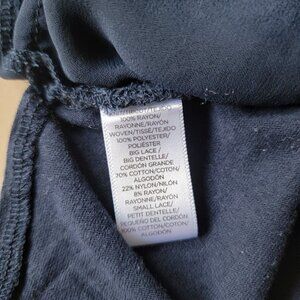 100% RAYON/
RAYONNE/RAYÓN
WOVEN/TISSÉ/TEJIDO
100% POLYESTER/
POLIÉSTER
BIG LACE/
BIG DENTELLE/
CORDÓN GRANDE
70% COTTON/COTON/
ALGODÓN
22% NYLON/NILÓN
8% RAYON/
RAYONNE/RAYÓN
SMALL LACE/
PETIT DENTELLE/
PEQUEÑO DEL CORDÓN
100% COTTON/COTON/
ALGODÓN